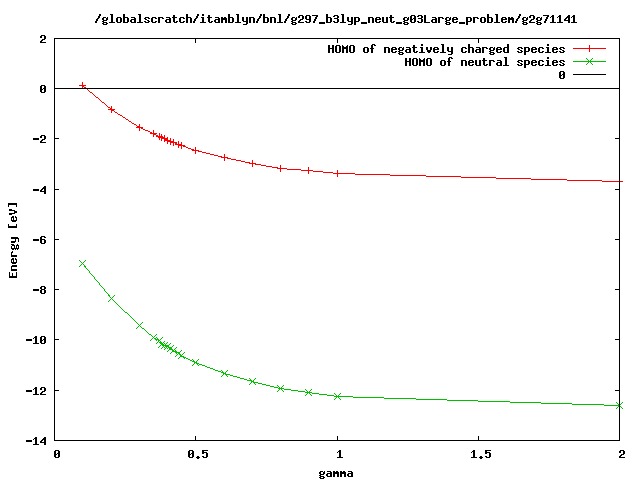 /globalscratch/itamblyn/bnl/g297_b3lyp_neut_g03Large_problem/g2g71141
HOMO of negatively charged species
HOMO of neutral species
0
2
0
-2
-4
-6
-8
-10
-12
-14
Energy [eV]
0 0.5 1 1.5 2
gamma